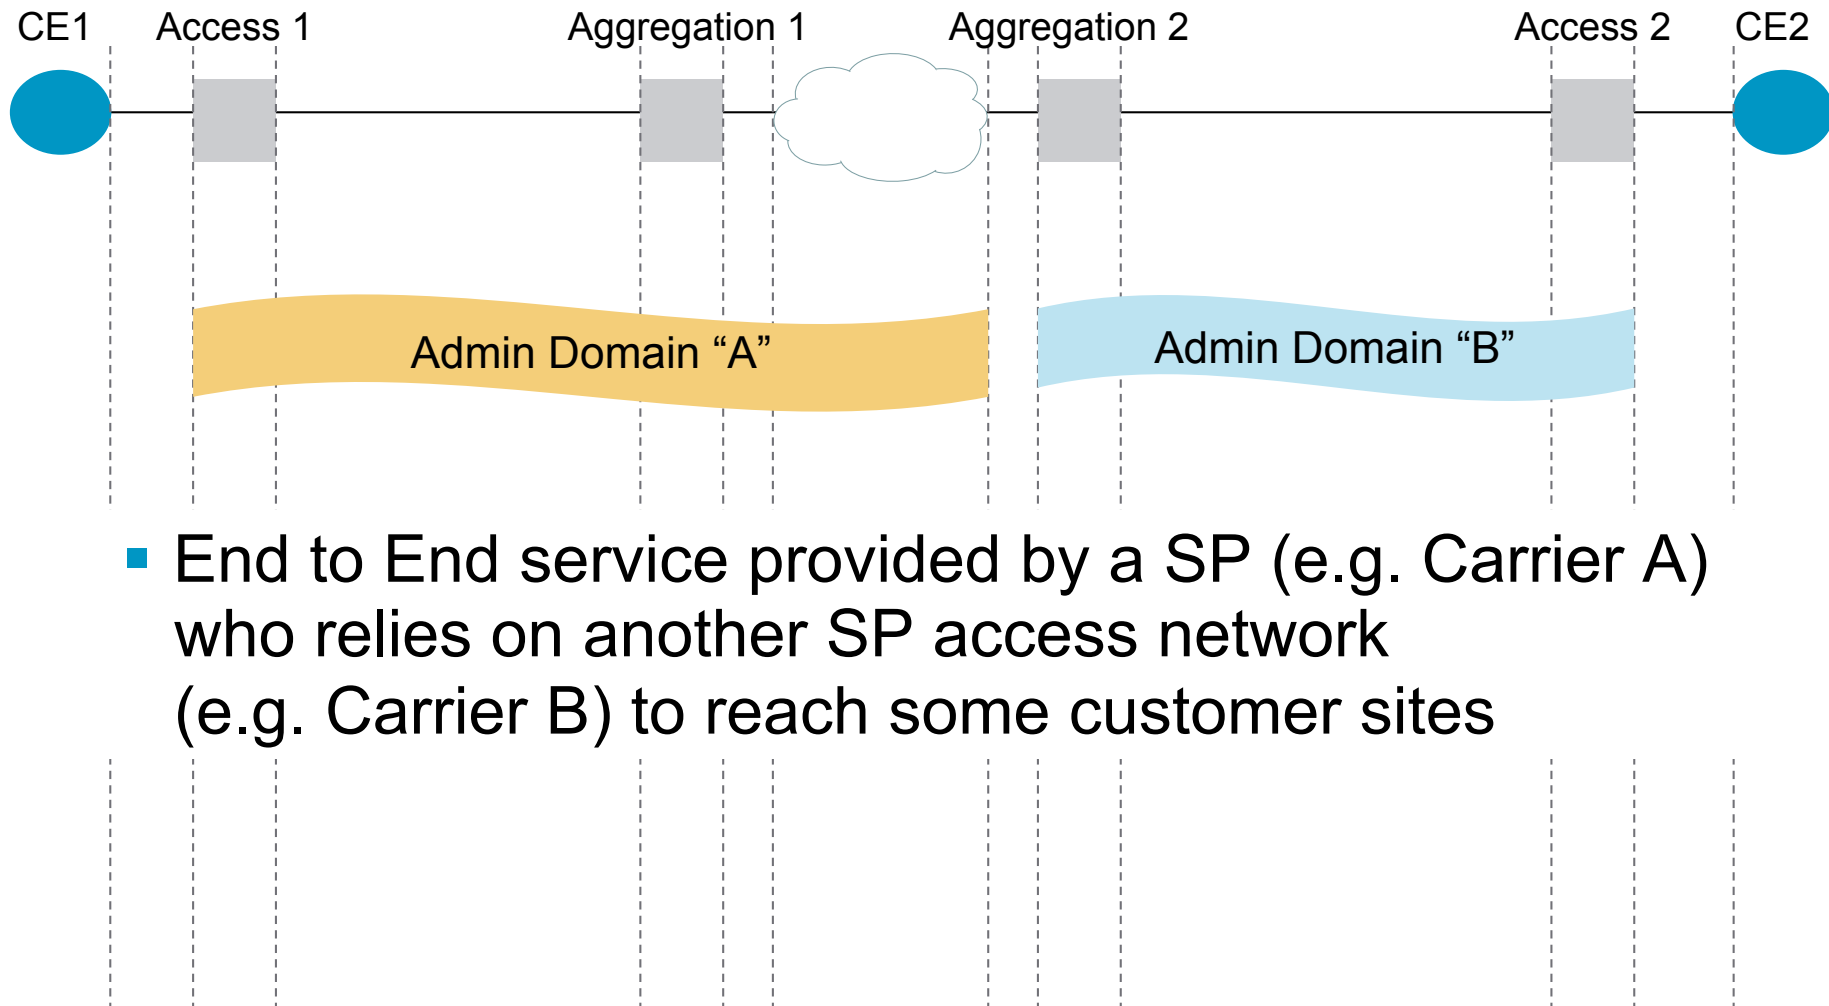 CE1 Access 1 Aggregation 1 Aggregation 2 Access 2 CE2
Admin Domain “A” Admin Domain “B”
End to End service provided by a SP (e.g. Carrier A)
who relies on another SP access network
(e.g. Carrier B) to reach some customer sites